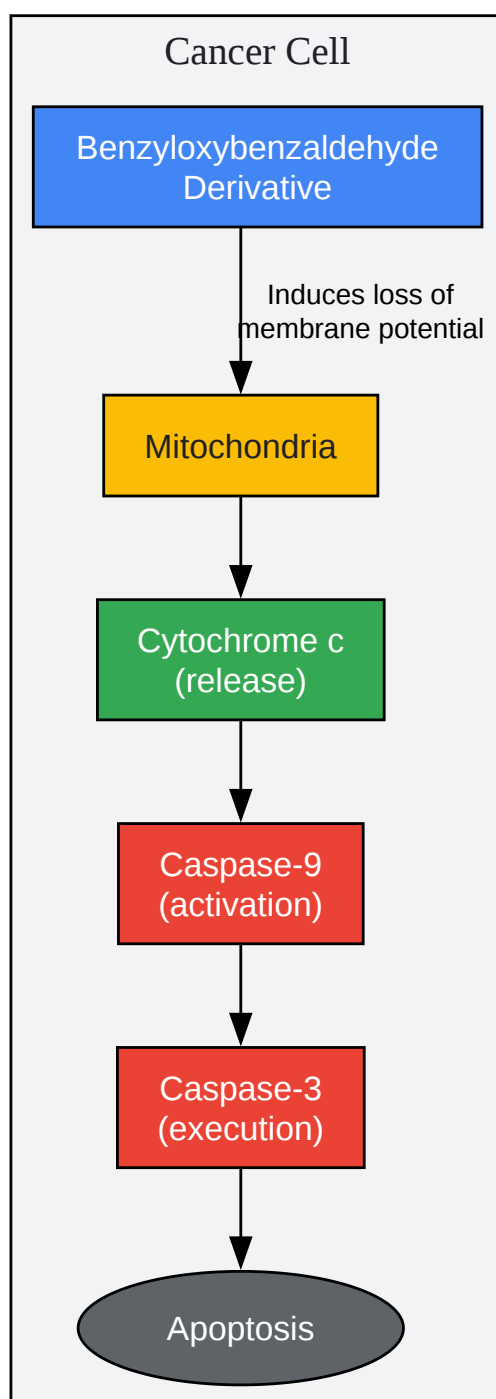 Cancer Cell
Benzyloxybenzaldehyde
Derivative
Induces loss of
membrane potential
Mitochondria
Cytochrome c
(release)
Caspase-9
(activation)
Caspase-3
(execution)
Apoptosis